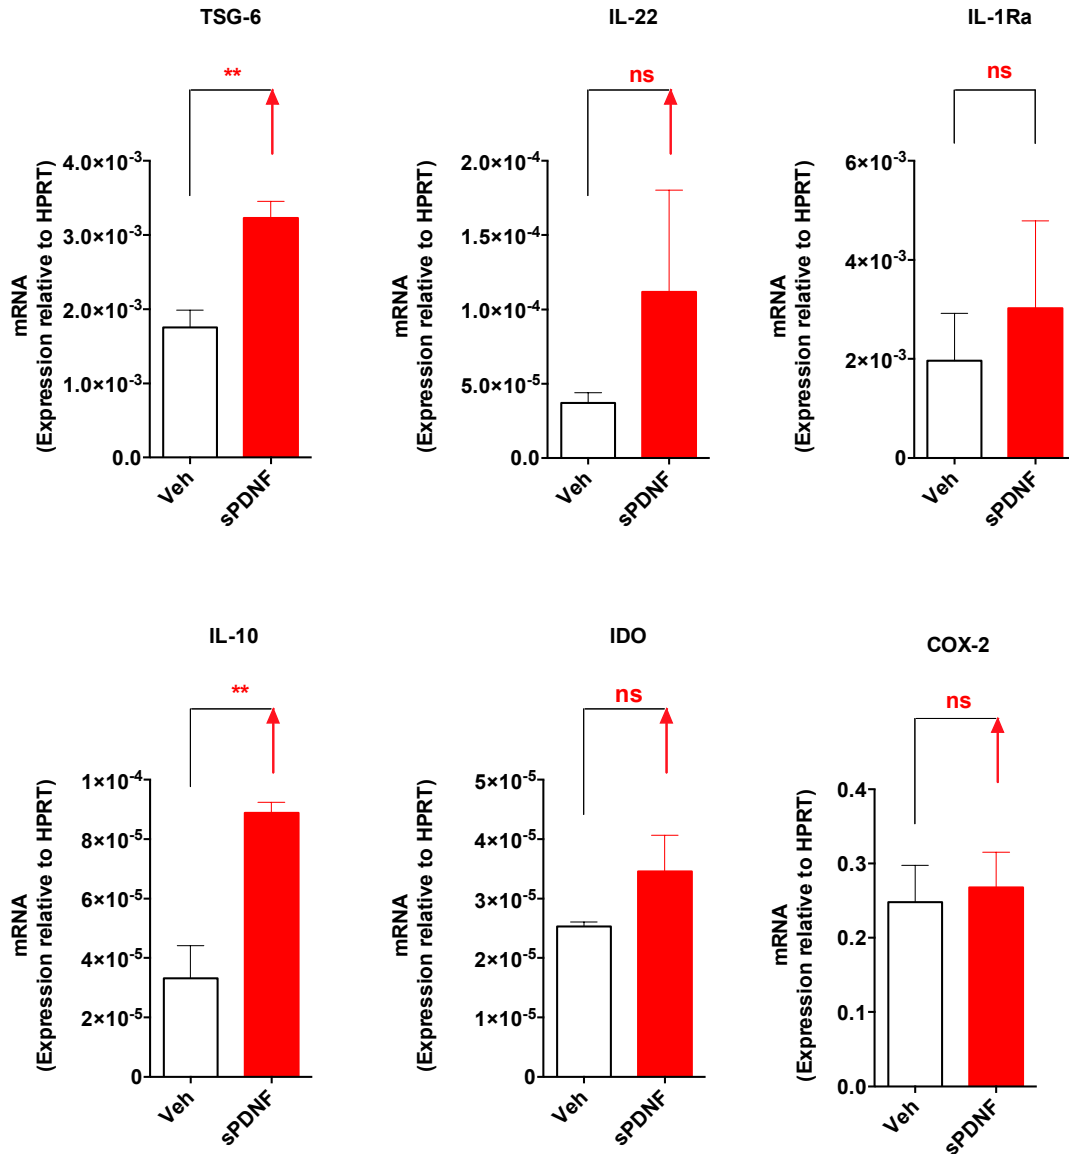 TSG-6
**
mRNA
(Expression relative to HPRT)
4.0×10⁻³
3.0×10⁻³
2.0×10⁻³
1.0×10⁻³
0.0
Veh
sPDNF
IL-22
ns
mRNA
(Expression relative to HPRT)
2.0×10⁻⁴
1.5×10⁻⁴
1.0×10⁻⁴
5.0×10⁻⁵
0.0
Veh
sPDNF
IL-1Ra
ns
mRNA
(Expression relative to HPRT)
6×10⁻³
4×10⁻³
2×10⁻³
0
Veh
sPDNF
IL-10
**
mRNA
(Expression relative to HPRT)
1×10⁻⁴
8×10⁻⁵
6×10⁻⁵
4×10⁻⁵
2×10⁻⁵
0
Veh
sPDNF
IDO
ns
mRNA
(Expression relative to HPRT)
5×10⁻⁵
4×10⁻⁵
3×10⁻⁵
2×10⁻⁵
1×10⁻⁵
0
Veh
sPDNF
COX-2
ns
mRNA
(Expression relative to HPRT)
0.4
0.3
0.2
0.1
0.0
Veh
sPDNF